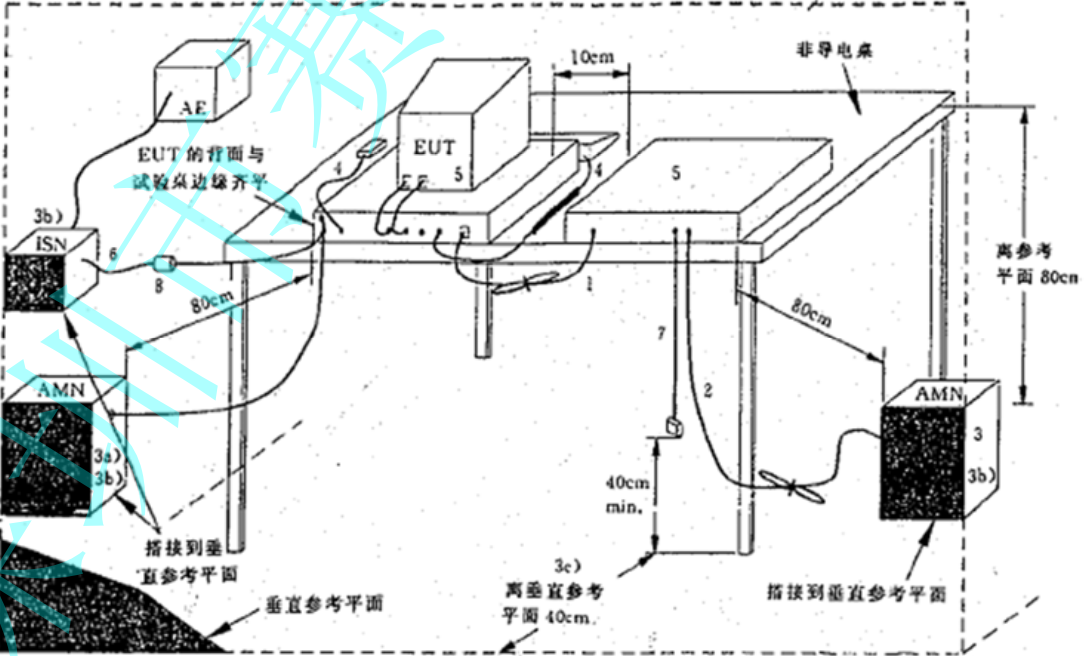 非导电桌
10cm
AE
EUT
5
EUT 的背面与
试验桌边缘齐平
4
4
5
3b)
ISN
6
8
1
离参考
平面 80cm
80cm
80cm
7
2
AMN
AMN
3a)
3b)
3
3b)
40cm
min.
搭接到垂
直参考平面
3c)
离垂直参考
平面 40cm.
搭接到垂直参考平面
垂直参考平面